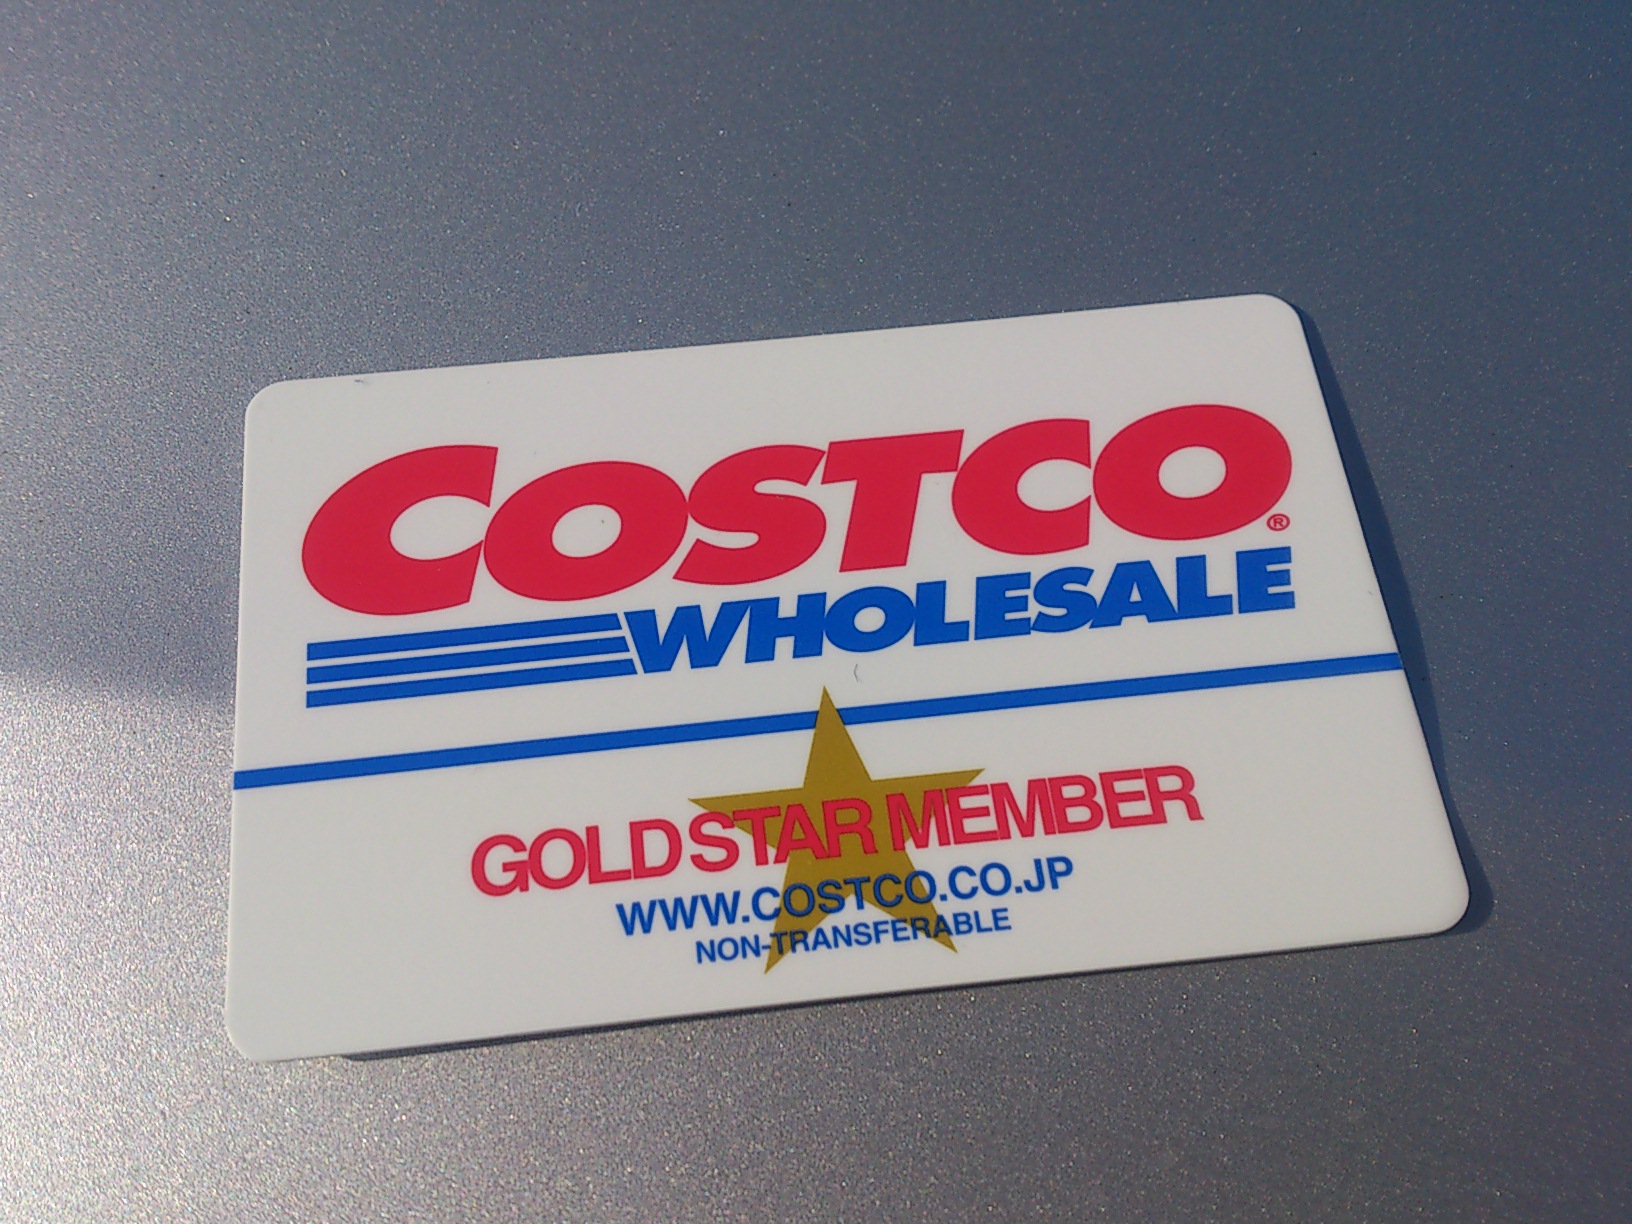 COSTCO®
WHOLESALE
GOLD STAR MEMBER
WWW.COSTCO.CO.JP
NON-TRANSFERABLE